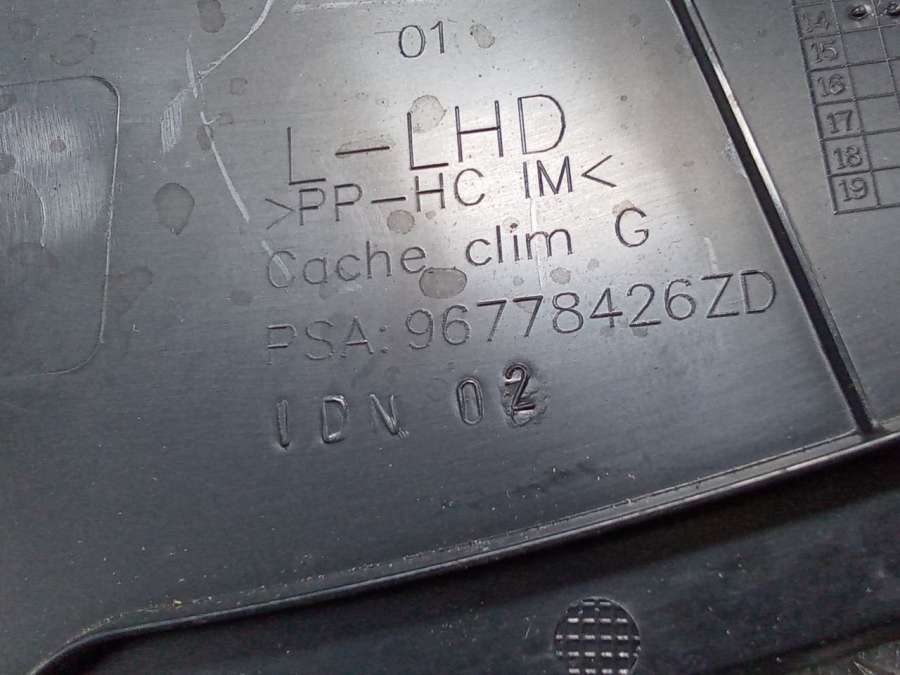 01
L-LHD
>PP-HC IM<
Cache clim G
PSA: 96778426ZD
IDN 02
14
15
16
17
18
19